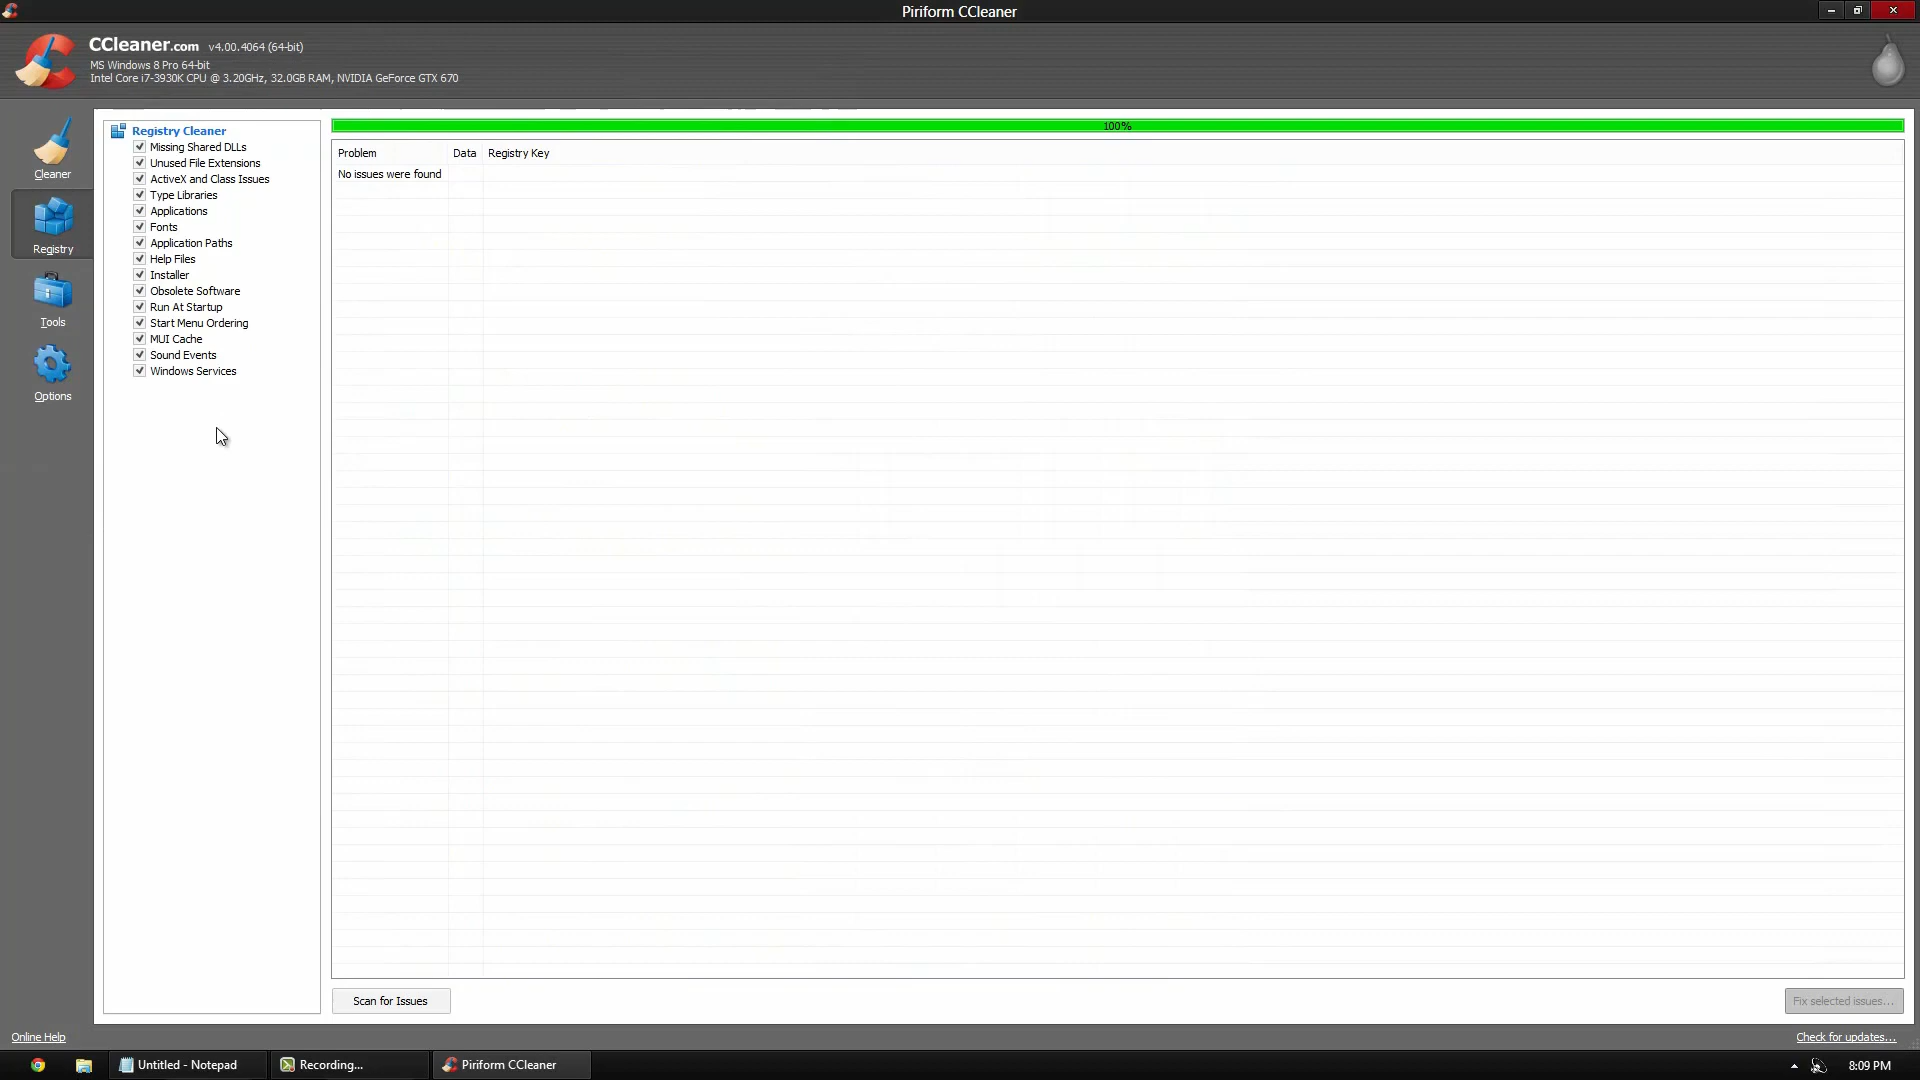 Piriform CCleaner
CCleaner.com v4.00.4064 (64-bit)
MS Windows 8 Pro 64-bit
Intel Core i7-3930K CPU @ 3.20GHz, 32.0GB RAM, NVIDIA GeForce GTX 670
Cleaner
Registry
Tools
Options
Registry Cleaner
Missing Shared DLLs
Unused File Extensions
ActiveX and Class Issues
Type Libraries
Applications
Fonts
Application Paths
Help Files
Installer
Obsolete Software
Run At Startup
Start Menu Ordering
MUI Cache
Sound Events
Windows Services
100%
Problem Data Registry Key
No issues were found
Scan for Issues
Fix selected issues...
Online Help
Check for updates...
Untitled - Notepad
Recording...
Piriform CCleaner
8:09 PM